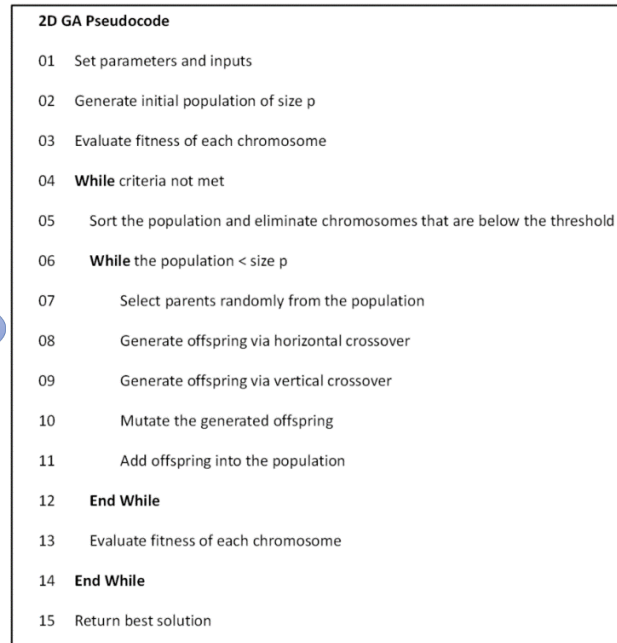 2D GA Pseudocode
01 Set parameters and inputs
02 Generate initial population of size p
03 Evaluate fitness of each chromosome
04 While criteria not met
05 Sort the population and eliminate chromosomes that are below the threshold
06 While the population < size p
07 Select parents randomly from the population
08 Generate offspring via horizontal crossover
09 Generate offspring via vertical crossover
10 Mutate the generated offspring
11 Add offspring into the population
12 End While
13 Evaluate fitness of each chromosome
14 End While
15 Return best solution